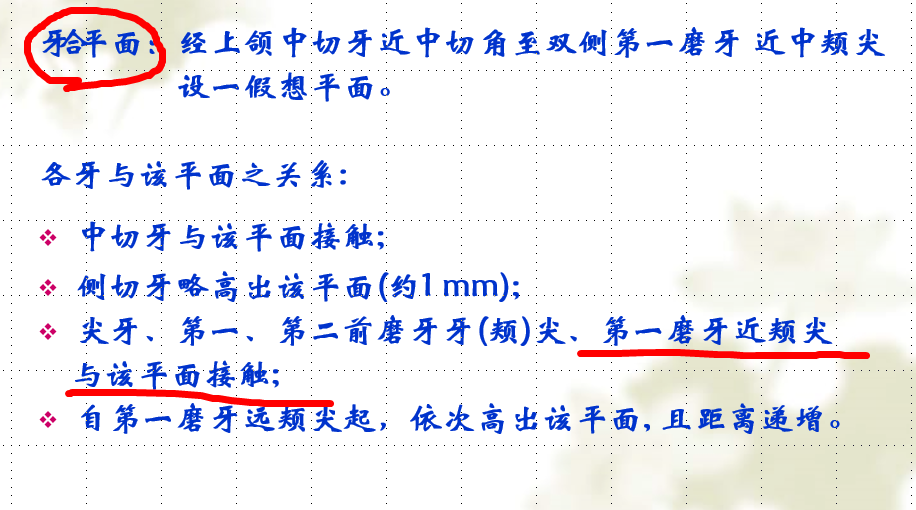 牙合平面：经上颌中切牙近中切角至双侧第一磨牙 近中颊尖
设一假想平面。
各牙与该平面之关系：
❖ 中切牙与该平面接触；
❖ 侧切牙略高出该平面(约1 mm)；
❖ 尖牙、第一、第二前磨牙牙(颊)尖、第一磨牙近颊尖
与该平面接触；
❖ 自第一磨牙远颊尖起，依次高出该平面，且距离递增。